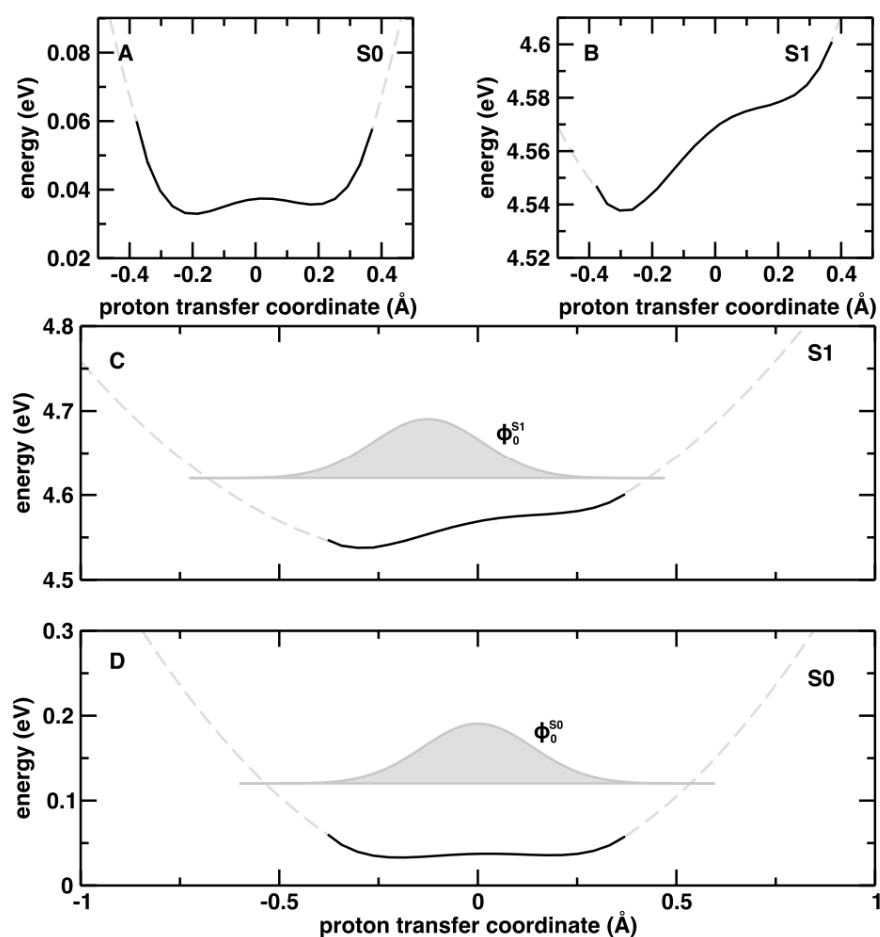 A S0
0.08
0.06
0.04
0.02
energy (eV)
-0.4 -0.2 0 0.2 0.4
proton transfer coordinate (Å)
B S1
4.6
4.58
4.56
4.54
4.52
energy (eV)
-0.4 -0.2 0 0.2 0.4
proton transfer coordinate (Å)
C S1
4.8
4.7
4.6
4.5
energy (eV)
ϕ₀ˢ¹
D S0
0.3
0.2
0.1
0
energy (eV)
ϕ₀ˢ⁰
-1 -0.5 0 0.5 1
proton transfer coordinate (Å)